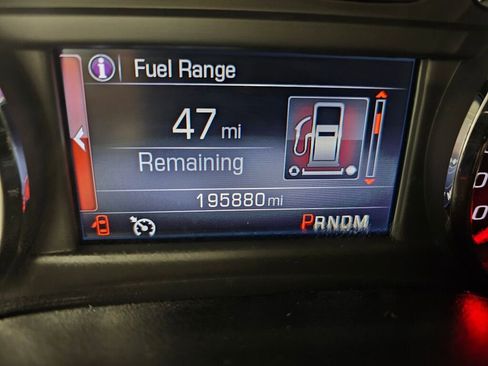 i Fuel Range
47 mi
Remaining
195880 mi
PRNDM